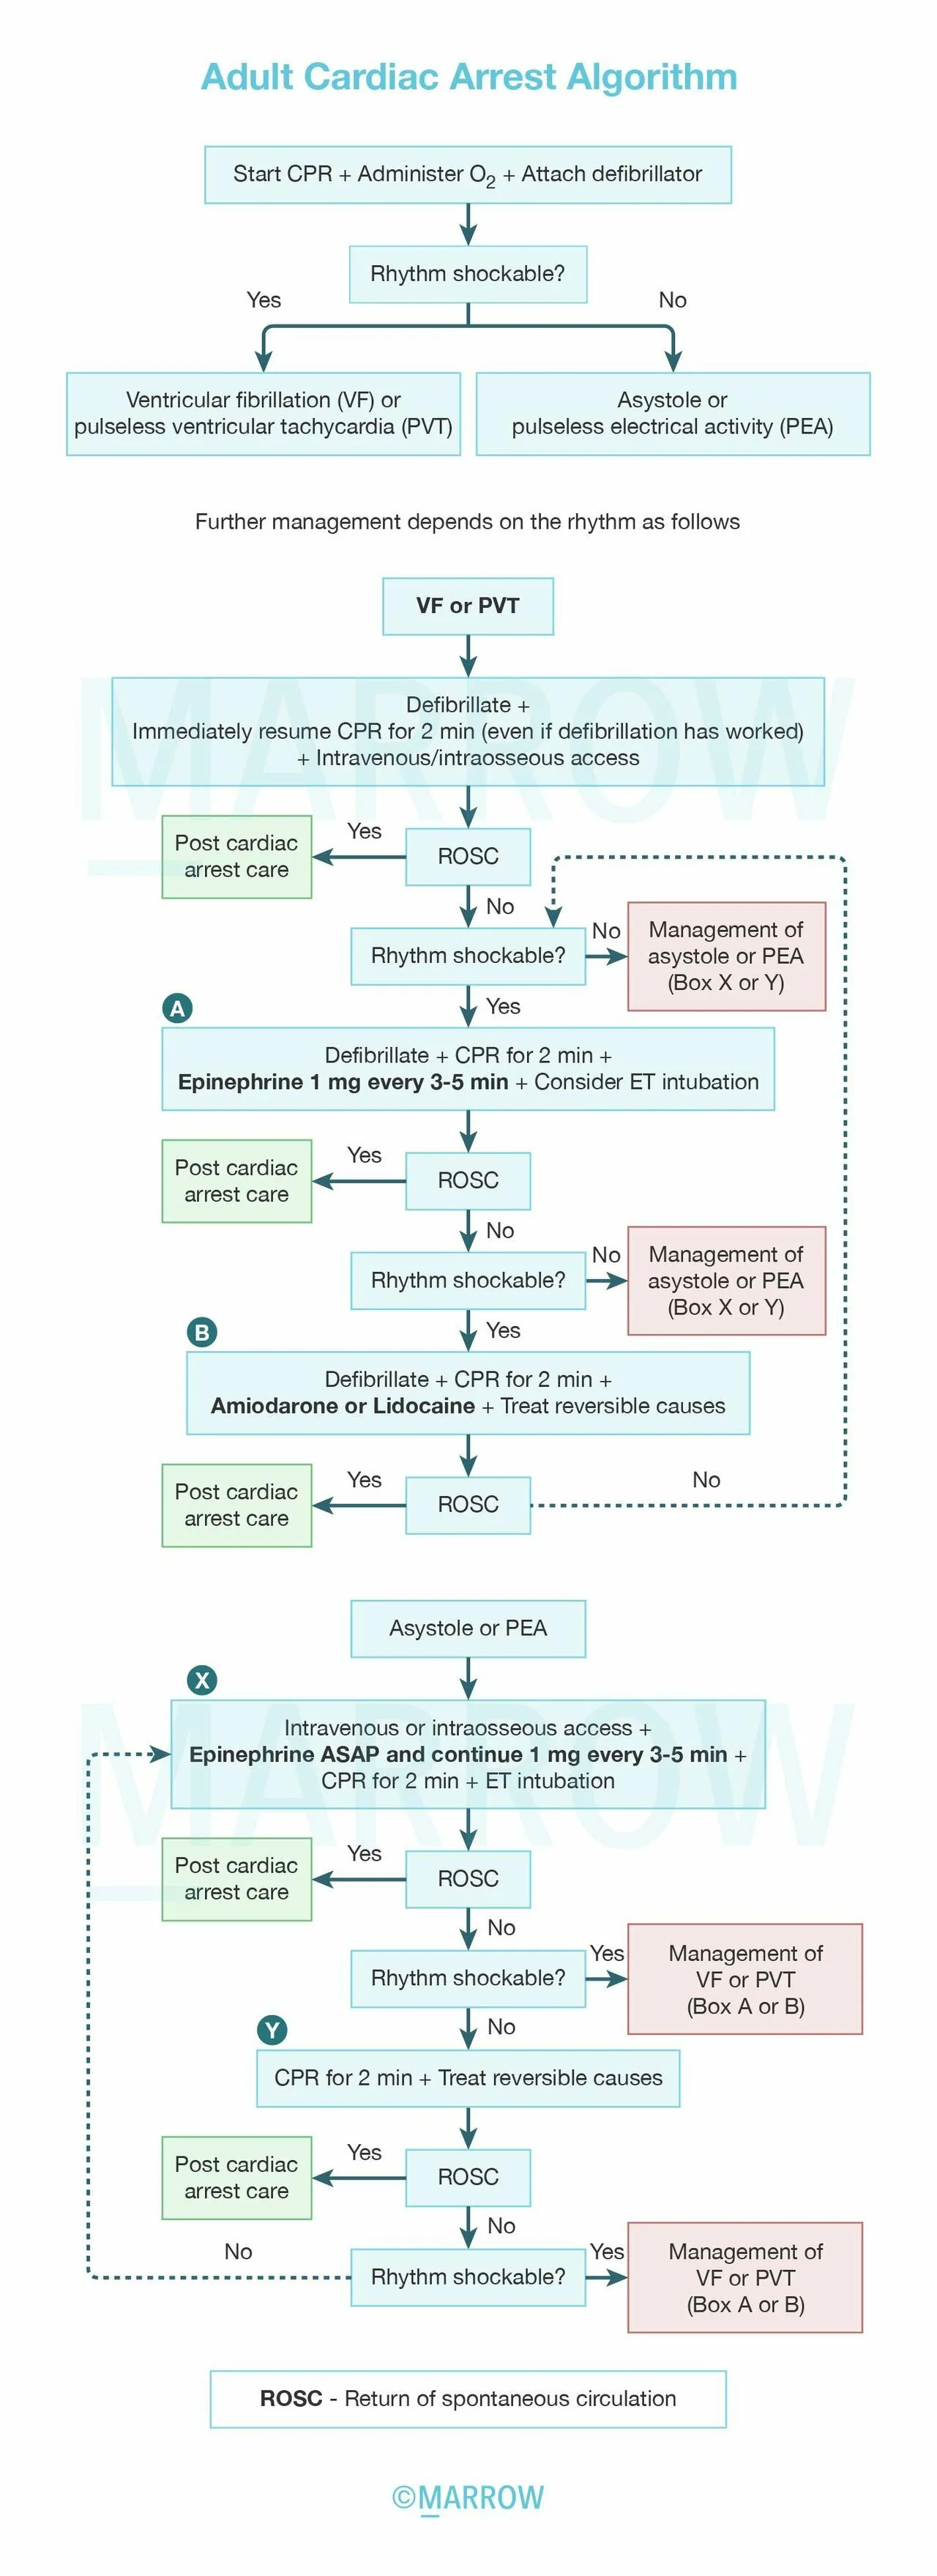 Adult Cardiac Arrest Algorithm
Start CPR + Administer O2 + Attach defibrillator
Rhythm shockable?
Yes
No
Ventricular fibrillation (VF) or
pulseless ventricular tachycardia (PVT)
Asystole or
pulseless electrical activity (PEA)
Further management depends on the rhythm as follows
VF or PVT
MARROW
Defibrillate +
Immediately resume CPR for 2 min (even if defibrillation has worked)
+ Intravenous/intraosseous access
Post cardiac
arrest care
Yes
ROSC
No
Rhythm shockable?
No
Management of
asystole or PEA
(Box X or Y)
Yes
A
Defibrillate + CPR for 2 min +
Epinephrine 1 mg every 3-5 min + Consider ET intubation
Post cardiac
arrest care
Yes
ROSC
No
Rhythm shockable?
No
Management of
asystole or PEA
(Box X or Y)
Yes
B
Defibrillate + CPR for 2 min +
Amiodarone or Lidocaine + Treat reversible causes
Post cardiac
arrest care
Yes
ROSC
No
Asystole or PEA
X
MARROW
Intravenous or intraosseous access +
Epinephrine ASAP and continue 1 mg every 3-5 min +
CPR for 2 min + ET intubation
Post cardiac
arrest care
Yes
ROSC
No
Rhythm shockable?
Yes
Management of
VF or PVT
(Box A or B)
No
Y
CPR for 2 min + Treat reversible causes
Post cardiac
arrest care
Yes
ROSC
No
No
Rhythm shockable?
Yes
Management of
VF or PVT
(Box A or B)
ROSC - Return of spontaneous circulation
©MARROW